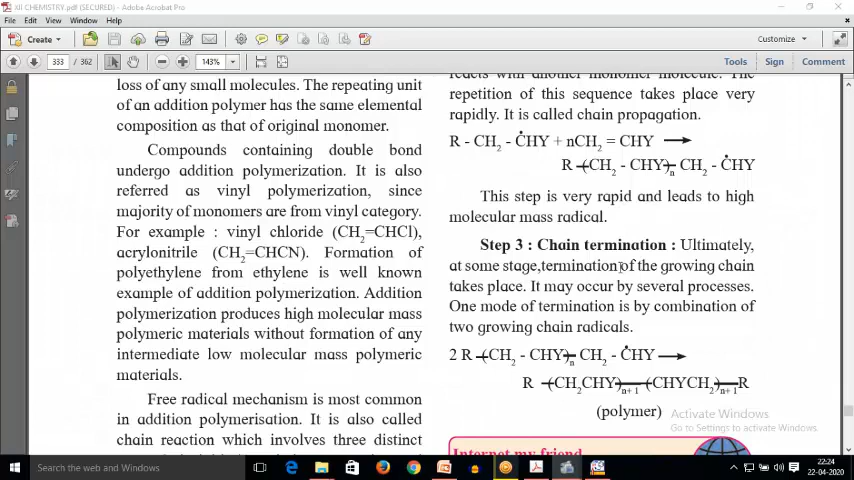 XII CHEMISTRY.pdf (SECURED) - Adobe Acrobat Pro
File Edit View Window Help
Create
Customize
333 / 362
143%
Tools Sign Comment
loss of any small molecules. The repeating unit
of an addition polymer has the same elemental
composition as that of original monomer.
Compounds containing double bond
undergo addition polymerization. It is also
referred as vinyl polymerization, since
majority of monomers are from vinyl category.
For example : vinyl chloride (CH₂=CHCl),
acrylonitrile (CH₂=CHCN). Formation of
polyethylene from ethylene is well known
example of addition polymerization. Addition
polymerization produces high molecular mass
polymeric materials without formation of any
intermediate low molecular mass polymeric
materials.
Free radical mechanism is most common
in addition polymerisation. It is also called
chain reaction which involves three distinct
reacts with another monomer molecule. The
repetition of this sequence takes place very
rapidly. It is called chain propagation.
R - CH₂ - ĊHY + nCH₂ = CHY ⟶
R -(CH₂ - CHY)-ₙ CH₂ - ĊHY
This step is very rapid and leads to high
molecular mass radical.
Step 3 : Chain termination : Ultimately,
at some stage,termination of the growing chain
takes place. It may occur by several processes.
One mode of termination is by combination of
two growing chain radicals.
2 R -(CH₂ - CHY)-ₙ CH₂ - ĊHY ⟶
R -(CH₂CHY)-ₙ₊₁ -(CHYCH₂)-ₙ₊₁R
(polymer)
Activate Windows
Go to Settings to activate Windows.
Internet my friend
Search the web and Windows
22:24
22-04-2020